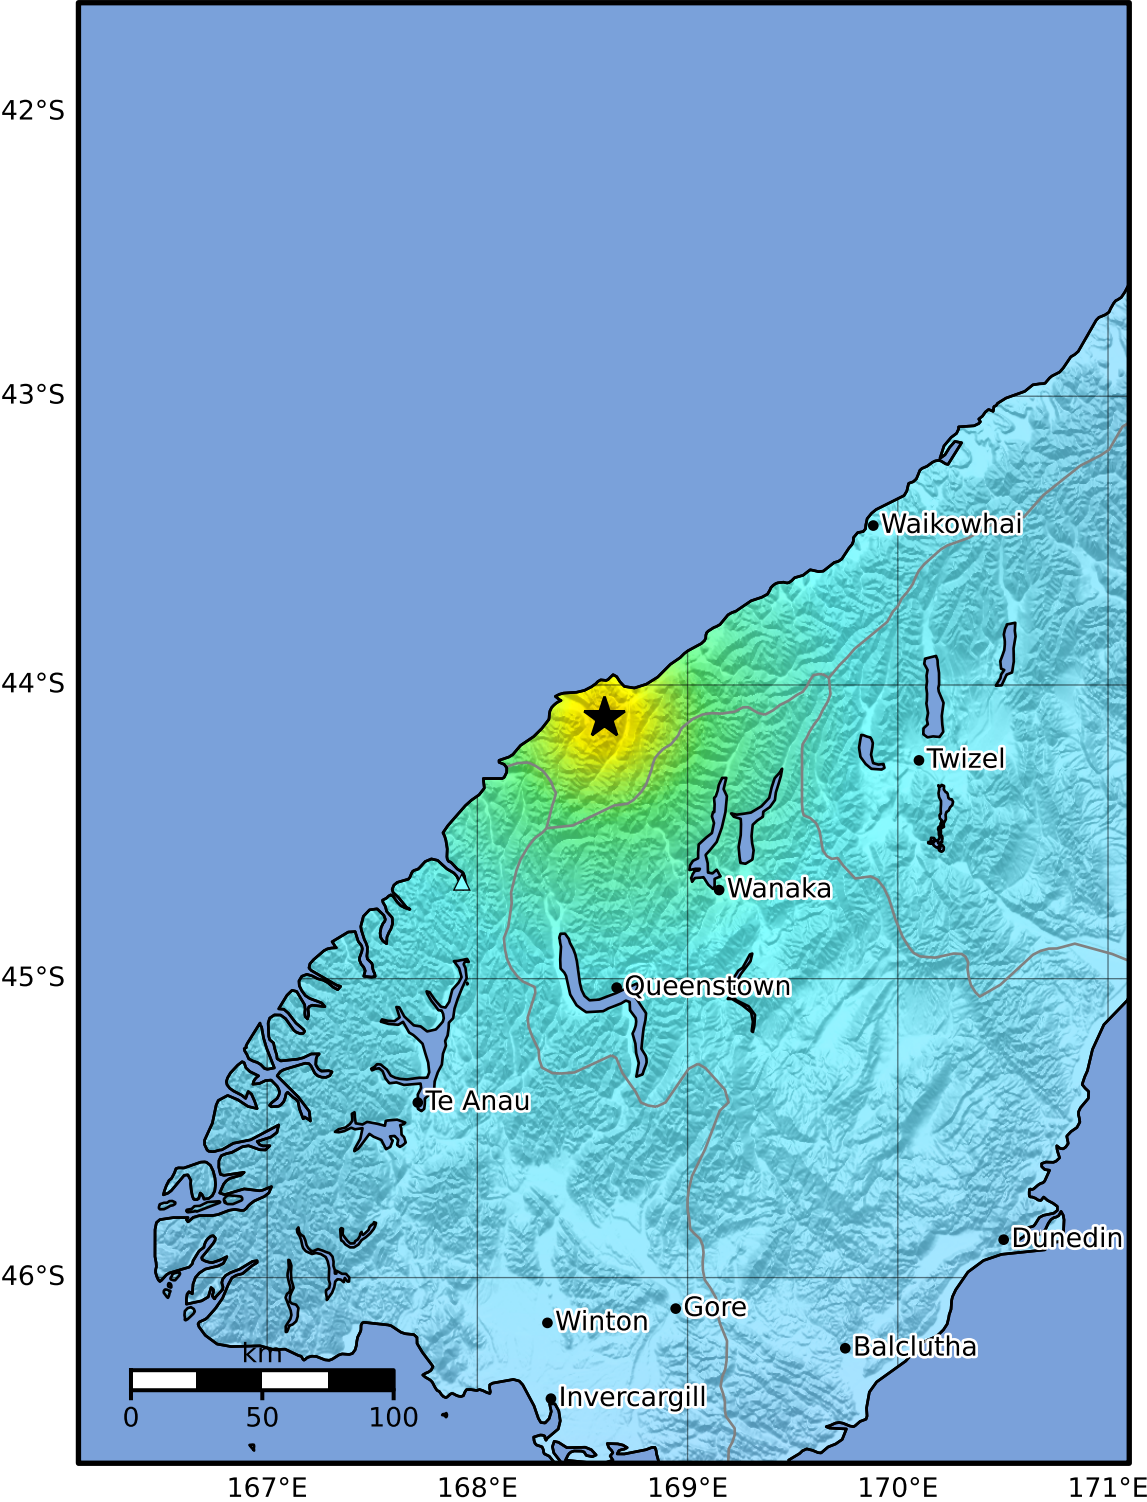 42°S
43°S
Waikowhai
44°S
Twizel
Wanaka
45°S
Queenstown
Te Anau
Dunedin
46°S
Gore
Winton
Balclutha
km
Invercargill
0 50 100
167°E 168°E 169°E 170°E 171°E